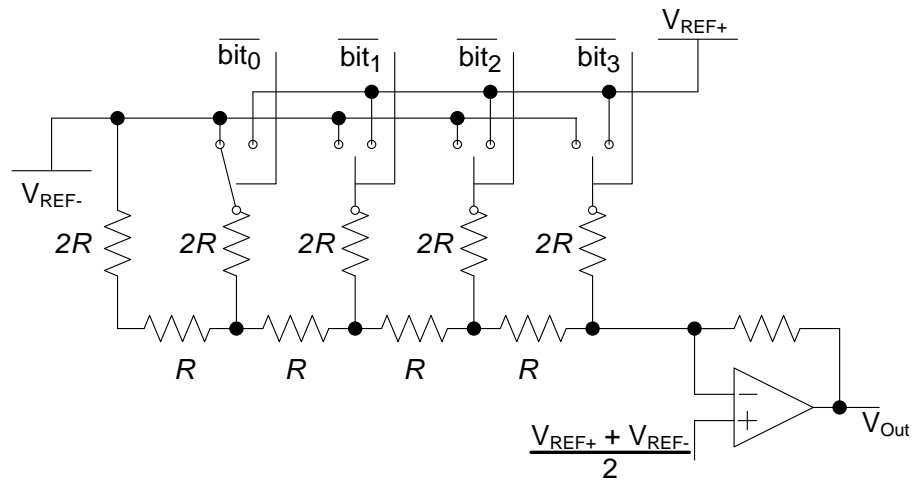 bit0 bit1 bit2 bit3 VREF+
VREF-
2R 2R 2R 2R 2R
R R R R
VREF+ + VREF-
2
VOut